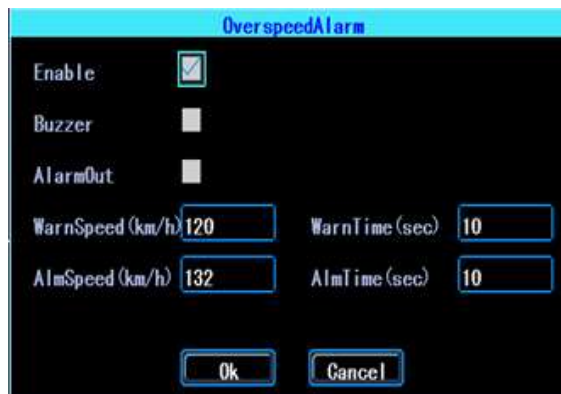 OverspeedAlarm
Enable
Buzzer
AlarmOut
WarnSpeed(km/h) 120 WarnTime(sec) 10
AlmSpeed(km/h) 132 AlmTime(sec) 10
Ok Cancel